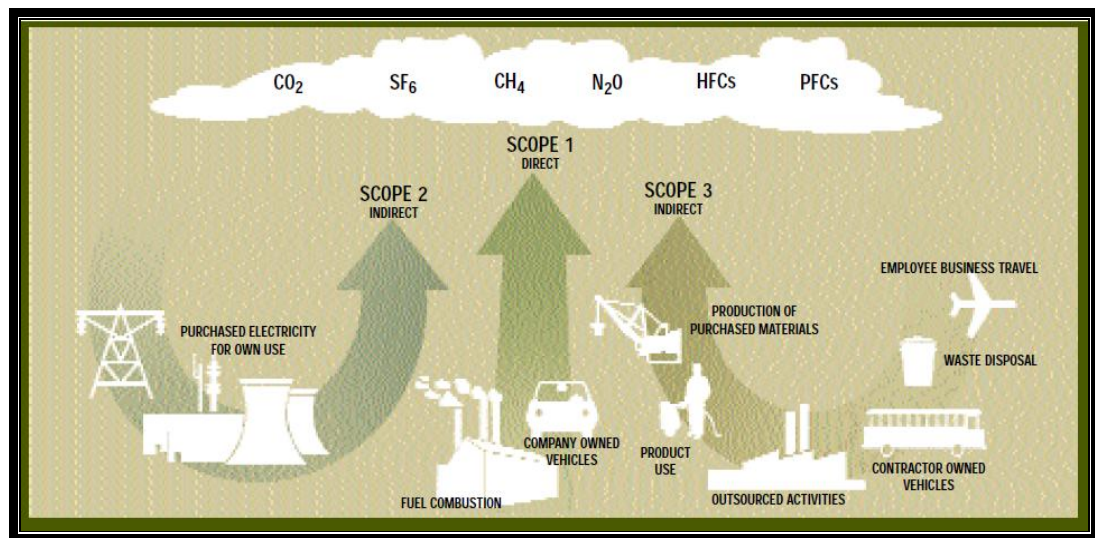 CO₂ SF₆ CH₄ N₂O HFCs PFCs
SCOPE 1
DIRECT
SCOPE 2
INDIRECT
SCOPE 3
INDIRECT
EMPLOYEE BUSINESS TRAVEL
PURCHASED ELECTRICITY
FOR OWN USE
PRODUCTION OF
PURCHASED MATERIALS
WASTE DISPOSAL
COMPANY OWNED
VEHICLES
PRODUCT
USE
CONTRACTOR OWNED
VEHICLES
FUEL COMBUSTION
OUTSOURCED ACTIVITIES